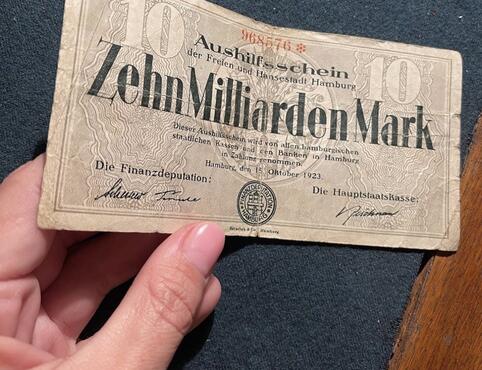 10
968576 *
10
Aushilfsschein
der Freien und Hansestadt Hamburg
Zehn Milliarden Mark
Dieser Aushilfsschein wird von allen hamburgischen
staatlichen Kassen und den Banken in Hamburg
in Zahlung genommen.
Hamburg, den 15. Oktober 1923.
Die Finanzdeputation:
Die Hauptstaatskasse: